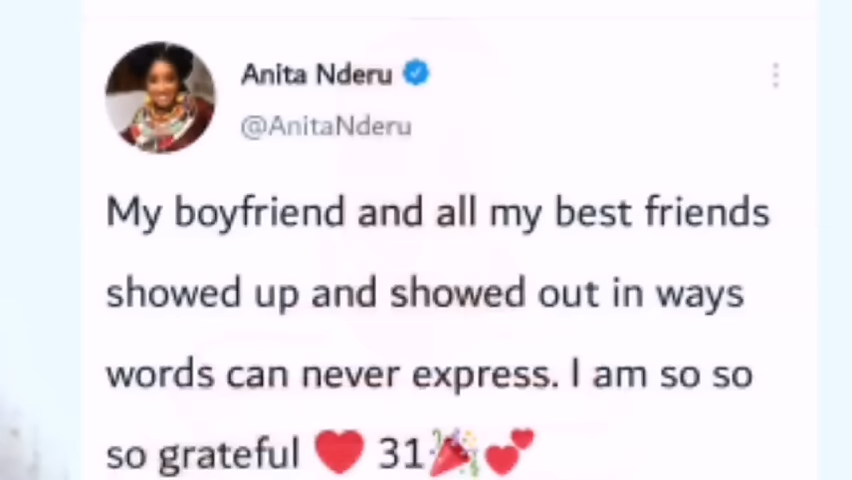 Anita Nderu
@AnitaNderu
My boyfriend and all my best friends
showed up and showed out in ways
words can never express. I am so so
so grateful ❤️ 31🎉💕